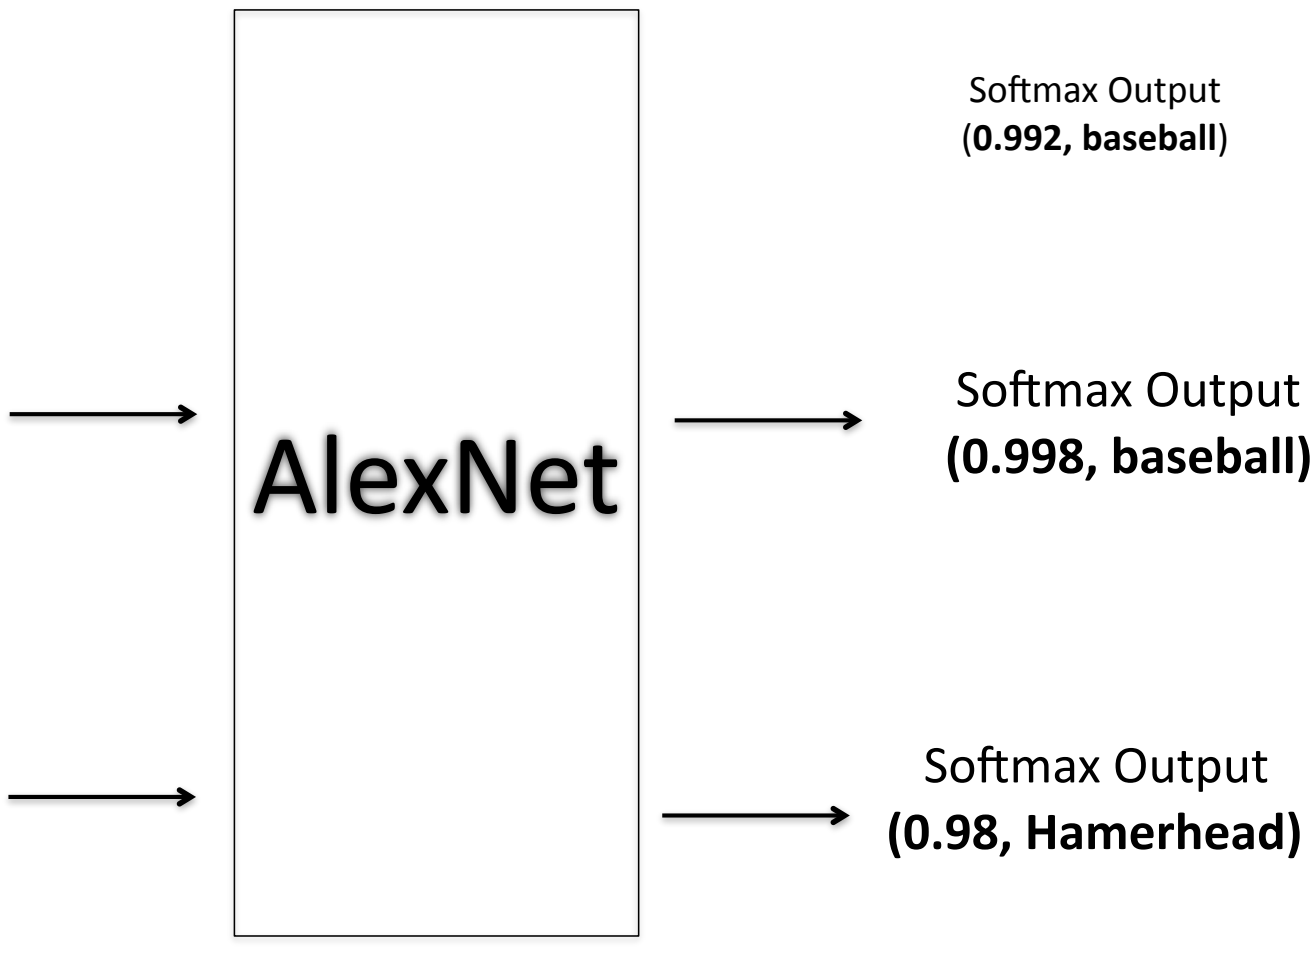 Softmax Output
(0.992, baseball)
Softmax Output
(0.998, baseball)
AlexNet
Softmax Output
(0.98, Hamerhead)